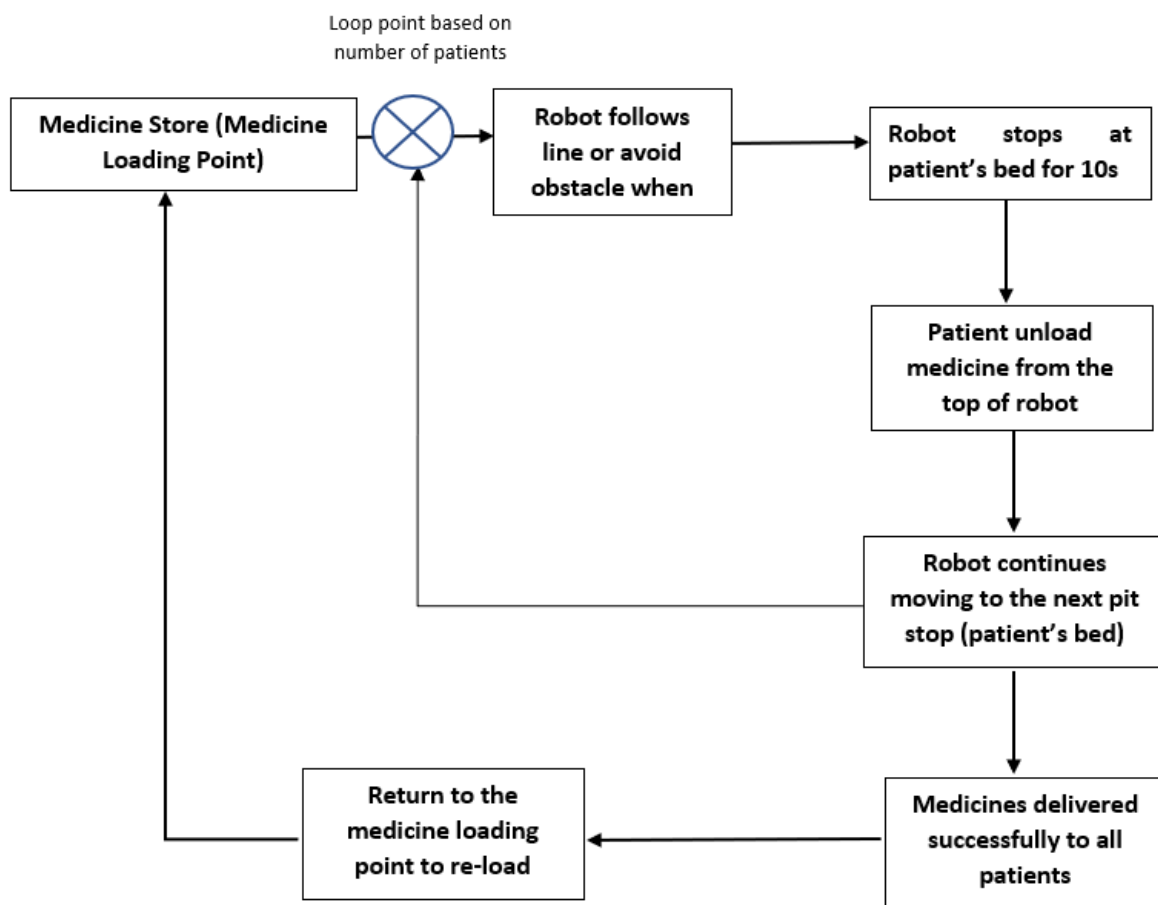 Loop point based on
number of patients
Medicine Store (Medicine
Loading Point)
Robot follows
line or avoid
obstacle when
Robot stops at
patient's bed for 10s
Patient unload
medicine from the
top of robot
Robot continues
moving to the next pit
stop (patient's bed)
Medicines delivered
successfully to all
patients
Return to the
medicine loading
point to re-load